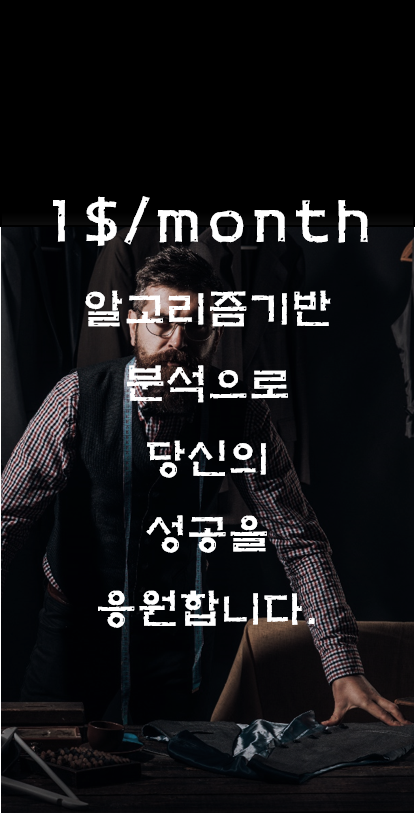 1$/month
알고리즘기반
분석으로
당신의
성공을
응원합니다.